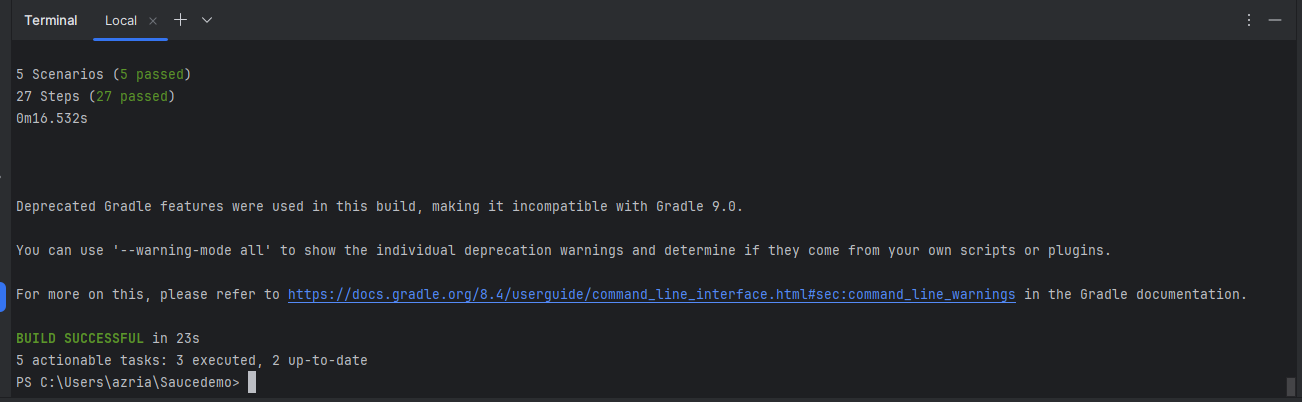 Terminal Local
5 Scenarios (5 passed)
27 Steps (27 passed)
0m16.532s
Deprecated Gradle features were used in this build, making it incompatible with Gradle 9.0.
You can use '--warning-mode all' to show the individual deprecation warnings and determine if they come from your own scripts or plugins.
For more on this, please refer to https://docs.gradle.org/8.4/userguide/command_line_interface.html#sec:command_line_warnings in the Gradle documentation.
BUILD SUCCESSFUL in 23s
5 actionable tasks: 3 executed, 2 up-to-date
PS C:\Users\azria\Saucedemo>